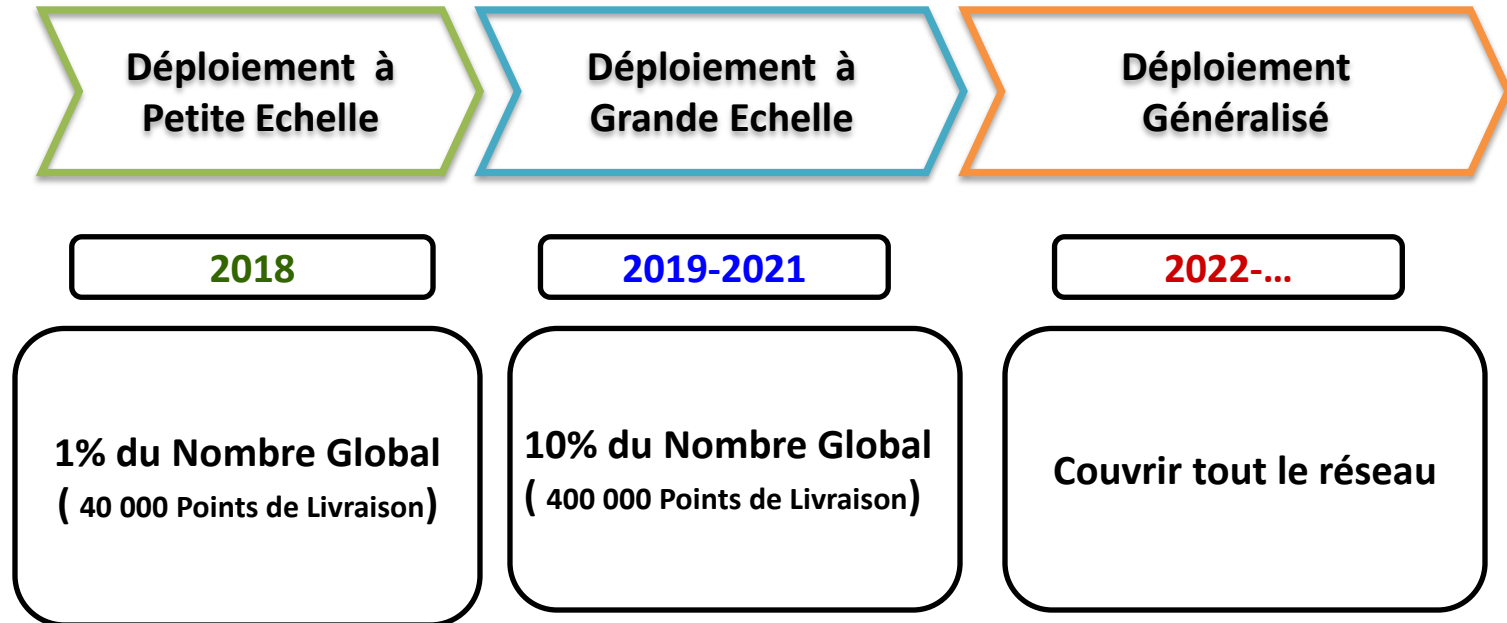 Déploiement à
Petite Echelle
Déploiement à
Grande Echelle
Déploiement
Généralisé
2018
2019-2021
2022-...
1% du Nombre Global
( 40 000 Points de Livraison)
10% du Nombre Global
( 400 000 Points de Livraison)
Couvrir tout le réseau